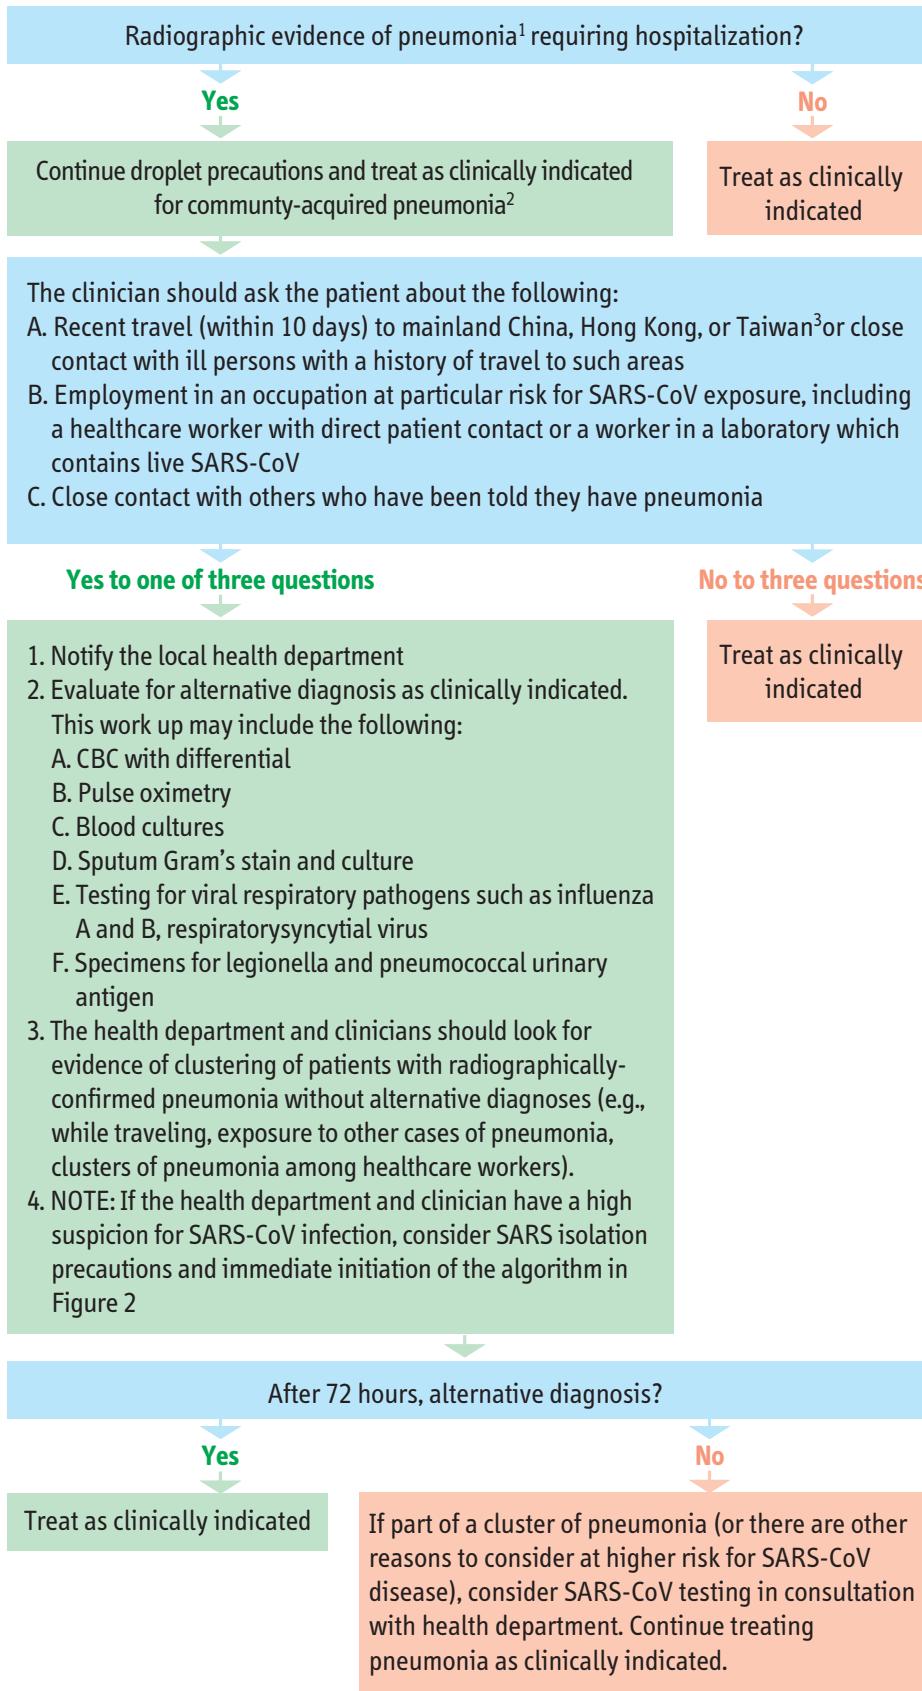 Radiographic evidence of pneumonia¹ requiring hospitalization?
Yes
No
Continue droplet precautions and treat as clinically indicated
for communty-acquired pneumonia²
Treat as clinically
indicated
The clinician should ask the patient about the following:
A. Recent travel (within 10 days) to mainland China, Hong Kong, or Taiwan³or close
contact with ill persons with a history of travel to such areas
B. Employment in an occupation at particular risk for SARS-CoV exposure, including
a healthcare worker with direct patient contact or a worker in a laboratory which
contains live SARS-CoV
C. Close contact with others who have been told they have pneumonia
Yes to one of three questions
No to three questions
1. Notify the local health department
2. Evaluate for alternative diagnosis as clinically indicated.
This work up may include the following:
A. CBC with differential
B. Pulse oximetry
C. Blood cultures
D. Sputum Gram's stain and culture
E. Testing for viral respiratory pathogens such as influenza
A and B, respiratorysyncytial virus
F. Specimens for legionella and pneumococcal urinary
antigen
3. The health department and clinicians should look for
evidence of clustering of patients with radiographically-
confirmed pneumonia without alternative diagnoses (e.g.,
while traveling, exposure to other cases of pneumonia,
clusters of pneumonia among healthcare workers).
4. NOTE: If the health department and clinician have a high
suspicion for SARS-CoV infection, consider SARS isolation
precautions and immediate initiation of the algorithm in
Figure 2
Treat as clinically
indicated
After 72 hours, alternative diagnosis?
Yes
No
Treat as clinically indicated
If part of a cluster of pneumonia (or there are other
reasons to consider at higher risk for SARS-CoV
disease), consider SARS-CoV testing in consultation
with health department. Continue treating
pneumonia as clinically indicated.